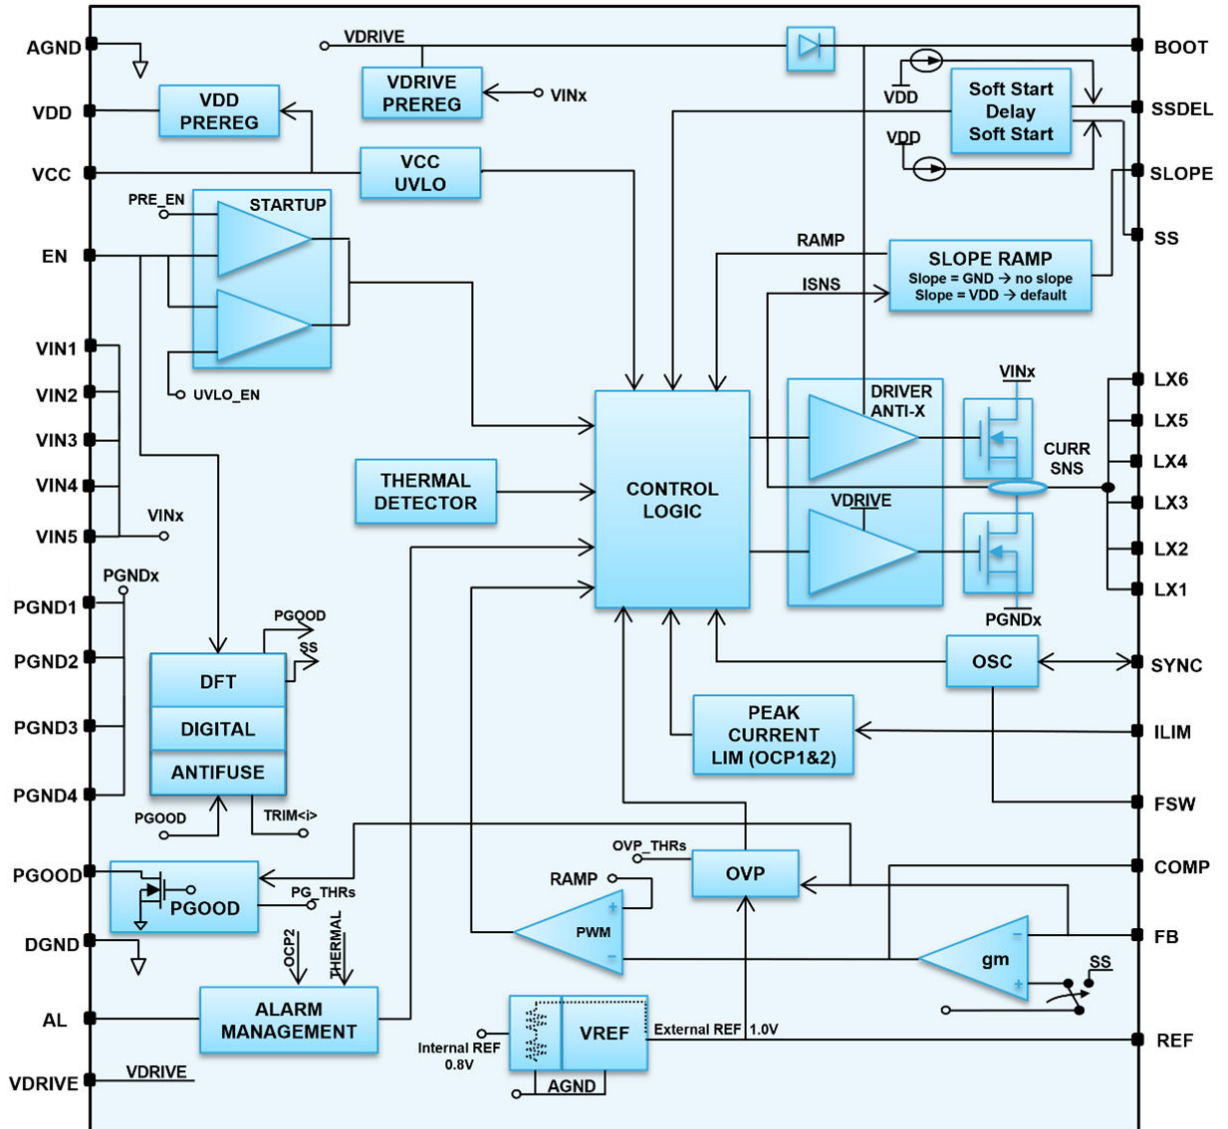 AGND
VDRIVE
BOOT
VDD
PREREG
VDRIVE
PREREG
VINx
VDD
Soft Start
Delay
Soft Start
VDD
SSDEL
VDD
VCC
VCC
UVLO
SLOPE
PRE_EN
STARTUP
SS
EN
RAMP
SLOPE RAMP
Slope = GND → no slope
Slope = VDD → default
ISNS
VIN1
UVLO_EN
VIN2
VIN3
VIN4
VIN5
VINx
DRIVER
ANTI-X
VINx
LX6
LX5
CURR
SNS
LX4
LX3
LX2
LX1
THERMAL
DETECTOR
CONTROL
LOGIC
VDRIVE
PGNDx
PGNDx
PGND1
PGND2
PGND3
PGND4
PGOOD
SS
DFT
DIGITAL
ANTIFUSE
PGOOD
TRIM<i>
OSC
SYNC
PEAK
CURRENT
LIM (OCP1&2)
ILIM
FSW
PGOOD
PGOOD
PG_THRs
OVP_THRs
OVP
COMP
RAMP
+
PWM
−
−
gm
+
SS
FB
DGND
OCP2
THERMAL
AL
ALARM
MANAGEMENT
Internal REF
0.8V
VREF
External REF 1.0V
REF
AGND
VDRIVE
VDRIVE